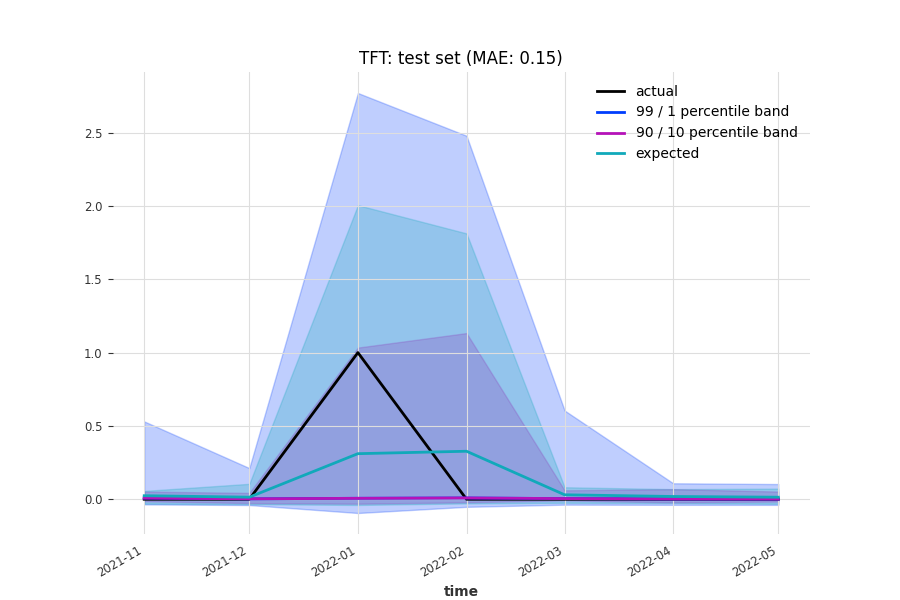 TFT: test set (MAE: 0.15)
actual
99 / 1 percentile band
90 / 10 percentile band
expected
2.5
2.0
1.5
1.0
0.5
0.0
2021-11
2021-12
2022-01
2022-02
2022-03
2022-04
2022-05
time